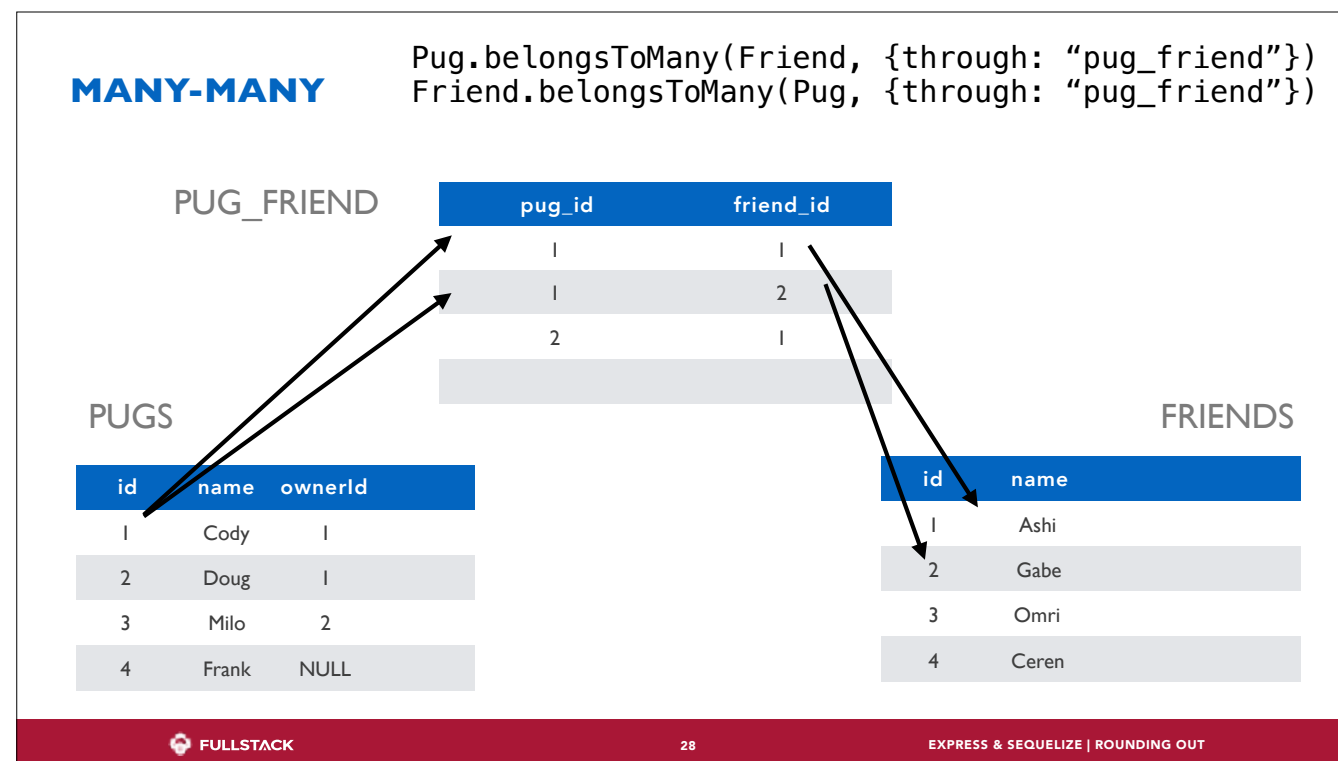 MANY-MANY
Pug.belongsToMany(Friend, {through: “pug_friend”})
Friend.belongsToMany(Pug, {through: “pug_friend”})
PUG_FRIEND
pug_id friend_id
1 1
1 2
2 1
PUGS
id name ownerId
1 Cody 1
2 Doug 1
3 Milo 2
4 Frank NULL
FRIENDS
id name
1 Ashi
2 Gabe
3 Omri
4 Ceren
FULLSTACK
28
EXPRESS & SEQUELIZE | ROUNDING OUT